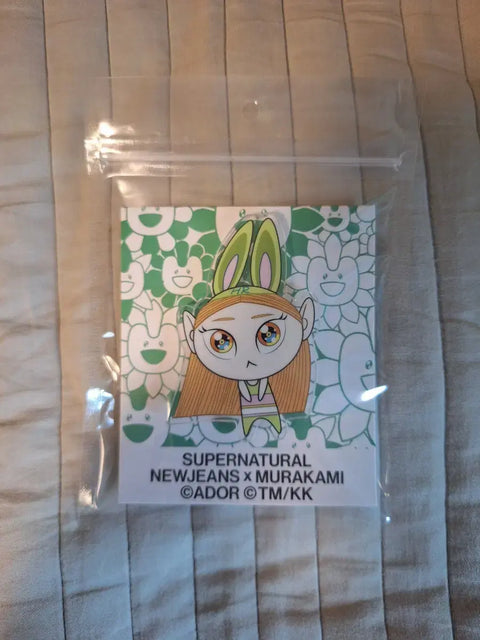 SUPERNATURAL
NEWJEANS x MURAKAMI
©ADOR ©TM/KK